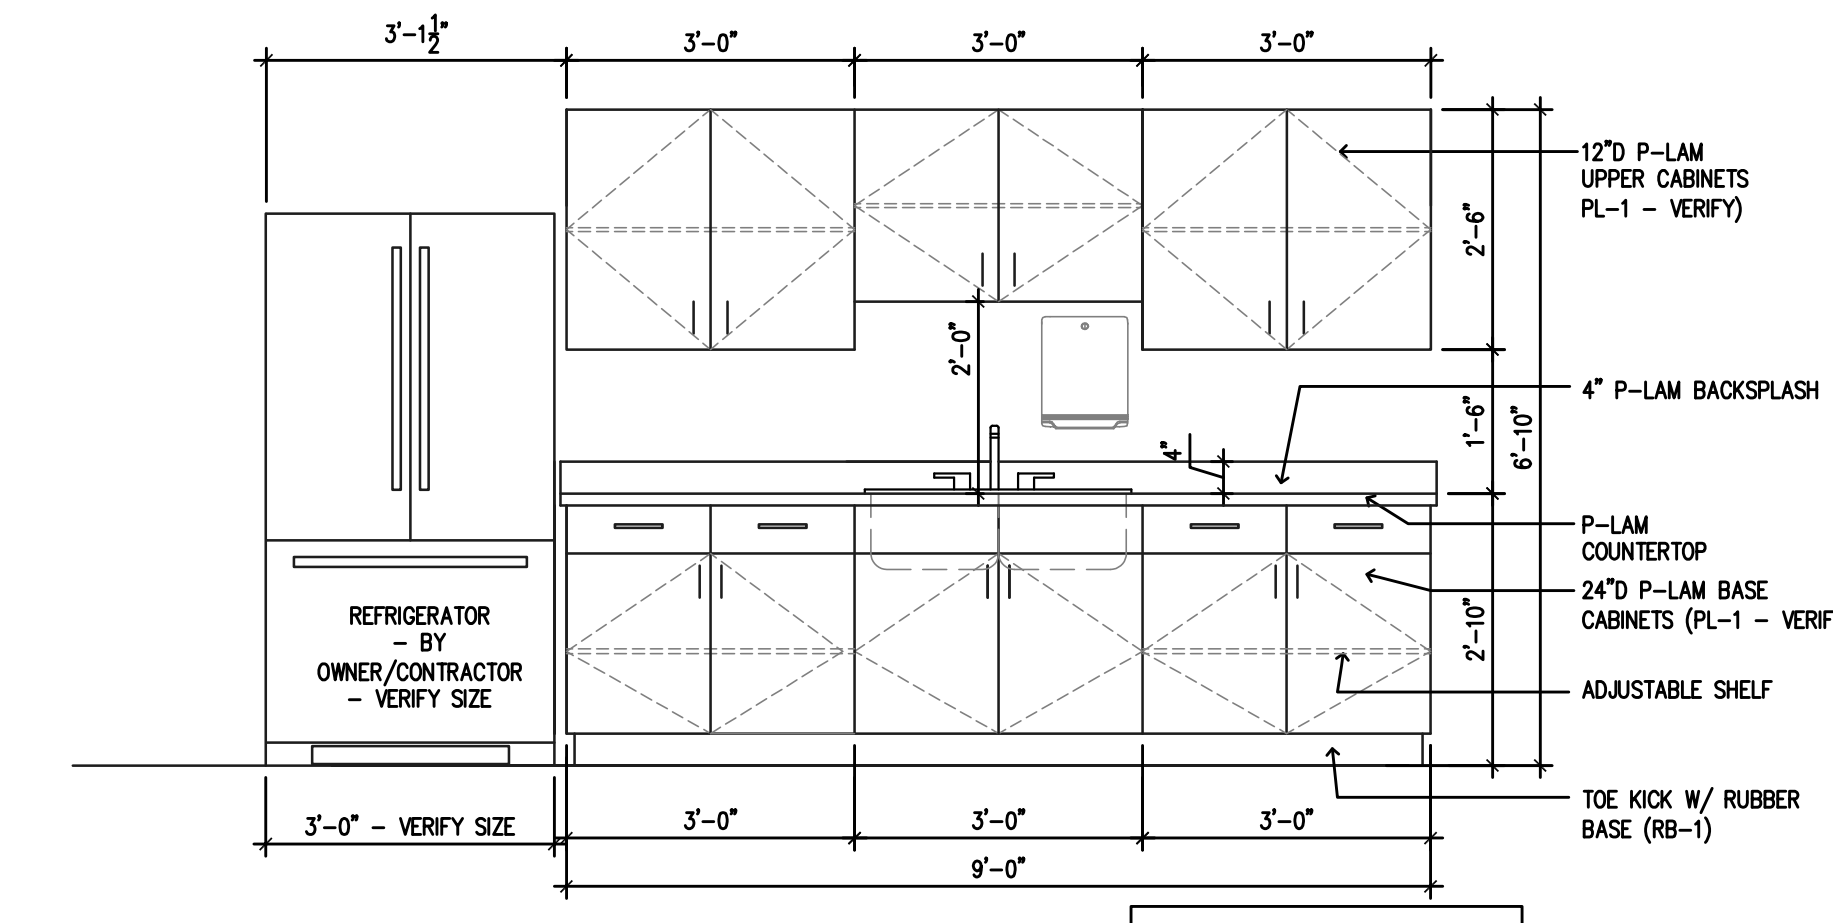 3'-1 1/2"
3'-0"
3'-0"
3'-0"
12"D P-LAM
UPPER CABINETS
PL-1 - VERIFY)
2'-6"
2'-0"
4" P-LAM BACKSPLASH
1'-6"
6'-10"
4"
P-LAM
COUNTERTOP
24"D P-LAM BASE
CABINETS (PL-1 - VERIF
2'-10"
REFRIGERATOR
- BY
OWNER/CONTRACTOR
- VERIFY SIZE
ADJUSTABLE SHELF
TOE KICK W/ RUBBER
BASE (RB-1)
3'-0" - VERIFY SIZE
3'-0"
3'-0"
3'-0"
9'-0"